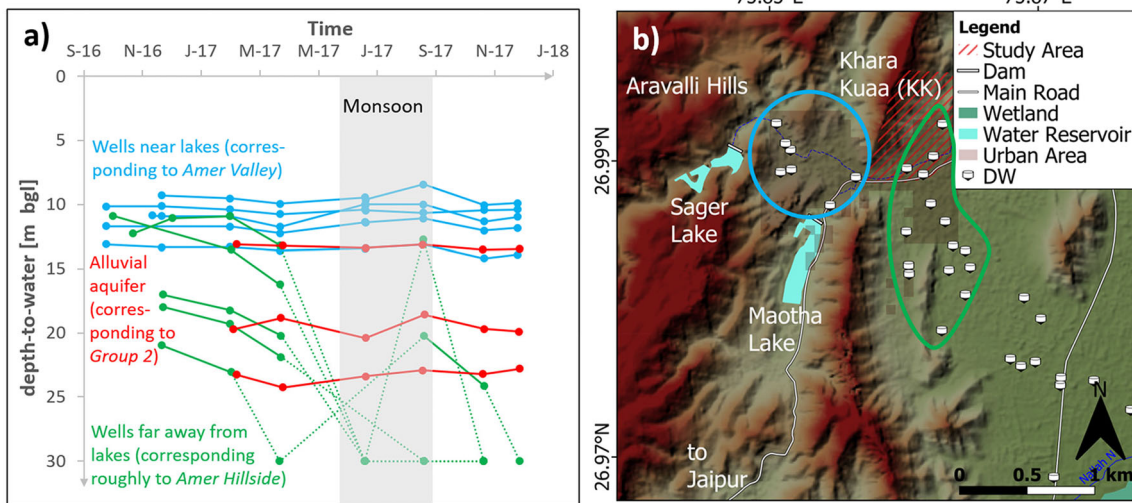 a)
Time
S-16 N-16 J-17 M-17 M-17 J-17 S-17 N-17 J-18
0
5
10
15
20
25
30
depth-to-water [m bgl]
Monsoon
Wells near lakes (corres-
ponding to Amer Valley)
Alluvial
aquifer
(corres-
ponding to
Group 2)
Wells far away from
lakes (corresponding
roughly to Amer Hillside)
b)
26.99°N
26.97°N
Aravalli Hills
Khara
Kuaa (KK)
Sager
Lake
Maotha
Lake
to
Jaipur
Legend
Study Area
Dam
Main Road
Wetland
Water Reservoir
Urban Area
DW
N
0 0.5 1 km